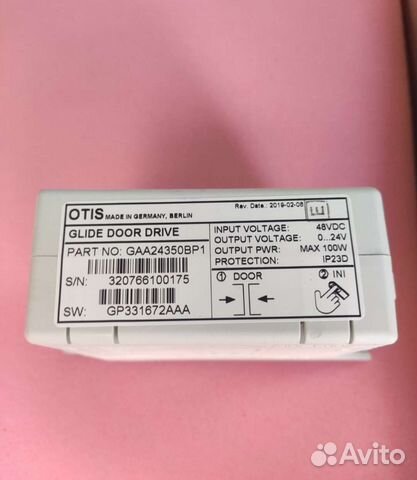 OTIS MADE IN GERMANY, BERLIN
Rev. Date.: 2019-02-08
GLIDE DOOR DRIVE
PART NO: GAA24350BP1
S/N: 320766100175
SW: GP331672AAA
INPUT VOLTAGE: 48VDC
OUTPUT VOLTAGE: 0...24V
OUTPUT PWR: MAX 100W
PROTECTION: IP23D
1 DOOR
2 INI
Avito